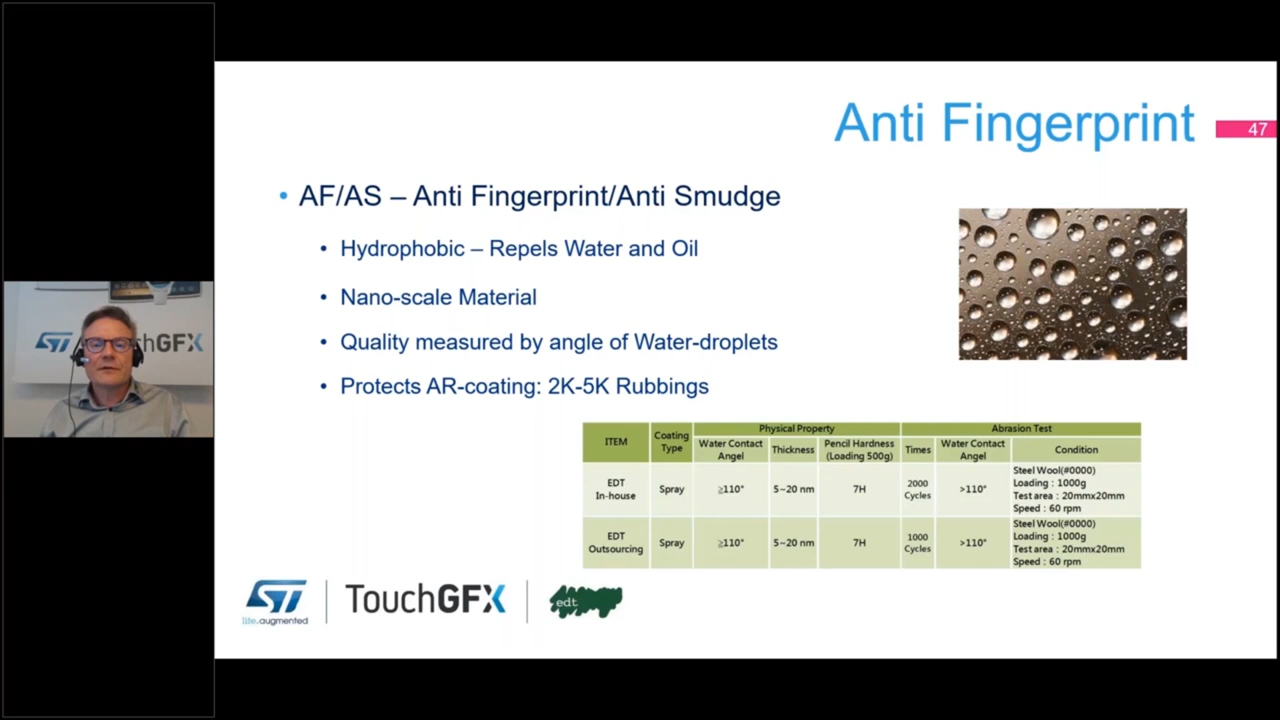 Anti Fingerprint
47
• AF/AS – Anti Fingerprint/Anti Smudge
• Hydrophobic – Repels Water and Oil
• Nano-scale Material
• Quality measured by angle of Water-droplets
• Protects AR-coating: 2K-5K Rubbings
ITEM
Coating Type
Physical Property
Abrasion Test
Water Contact Angel
Thickness
Pencil Hardness (Loading 500g)
Times
Water Contact Angel
Condition
EDT In-house
Spray
≧110°
5~20 nm
7H
2000 Cycles
>110°
Steel Wool(#0000)
Loading : 1000g
Test area : 20mmx20mm
Speed : 60 rpm
EDT Outsourcing
Spray
≧110°
5~20 nm
7H
1000 Cycles
>110°
Steel Wool(#0000)
Loading : 1000g
Test area : 20mmx20mm
Speed : 60 rpm
ST
life.augmented
TouchGFX
edt
ST
chGFX